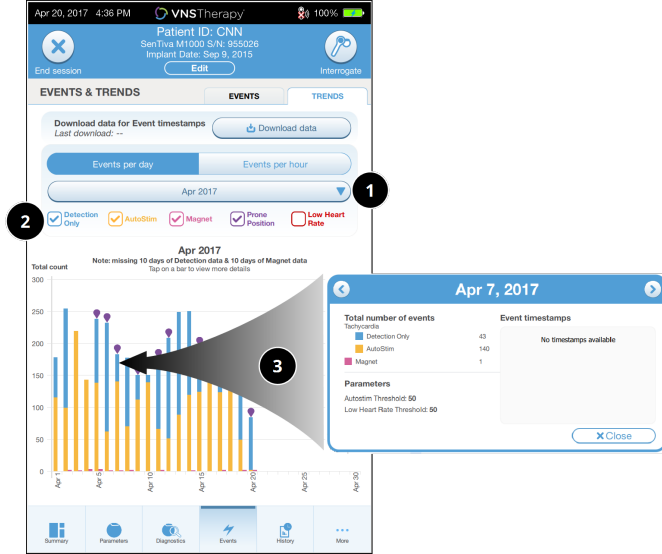 Apr 20, 2017 4:36 PM VNSTherapy 100%
Patient ID: CNN
SenTiva M1000 S/N: 955026
Implant Date: Sep 9, 2015
End session Edit Interrogate
EVENTS & TRENDS EVENTS TRENDS
Download data for Event timestamps
Last download: --
Download data
Events per day Events per hour
Apr 2017
1
2
Detection Only
AutoStim
Magnet
Prone Position
Low Heart Rate
Apr 2017
Note: missing 10 days of Detection data & 10 days of Magnet data
Total count Tap on a bar to view more details
300
250
200
150
100
50
0
Apr 1
Apr 5
Apr 10
Apr 15
Apr 20
Apr 25
Apr 30
3
Apr 7, 2017
Total number of events
Tachycardia
Detection Only 43
AutoStim 140
Magnet 1
Parameters
Autostim Threshold: 50
Low Heart Rate Threshold: 50
Event timestamps
No timestamps available
Close
Summary Parameters Diagnostics Events History More